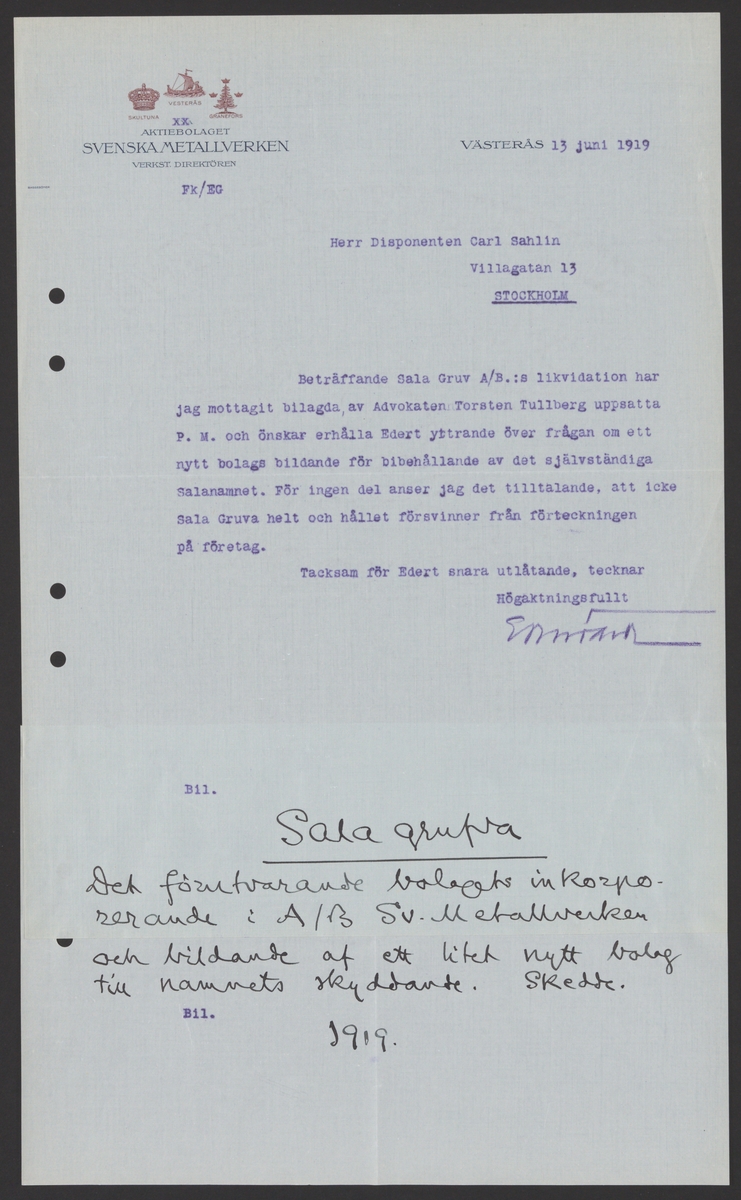 SKULTUNA VESTERÅS GRANEFORS
XX.
AKTIEBOLAGET
SVENSKA METALLVERKEN
VERKST. DIREKTÖREN
VÄSTERÅS 13 juni 1919
Fk/EG
Herr Disponenten Carl Sahlin
Villagatan 13
STOCKHOLM
Beträffande Sala Gruv A/B.:s likvidation har
jag mottagit bilagda, av Advokaten Torsten Tullberg uppsatta
P. M. och önskar erhålla Edert yttrande över frågan om ett
nytt bolags bildande för bibehållande av det självständiga
Salanamnet. För ingen del anser jag det tilltalande, att icke
Sala Gruva helt och hållet försvinner från förteckningen
på företag.
Tacksam för Edert snara utlåtande, tecknar
Högaktningsfullt
Bil.
Sala grufva
Det förutvarande bolagets inkorpo-
rerande i A/B Sv. Metallverken
och bildande af ett litet nytt bolag
till namnets skyddande. Skedde.
Bil.
1919.